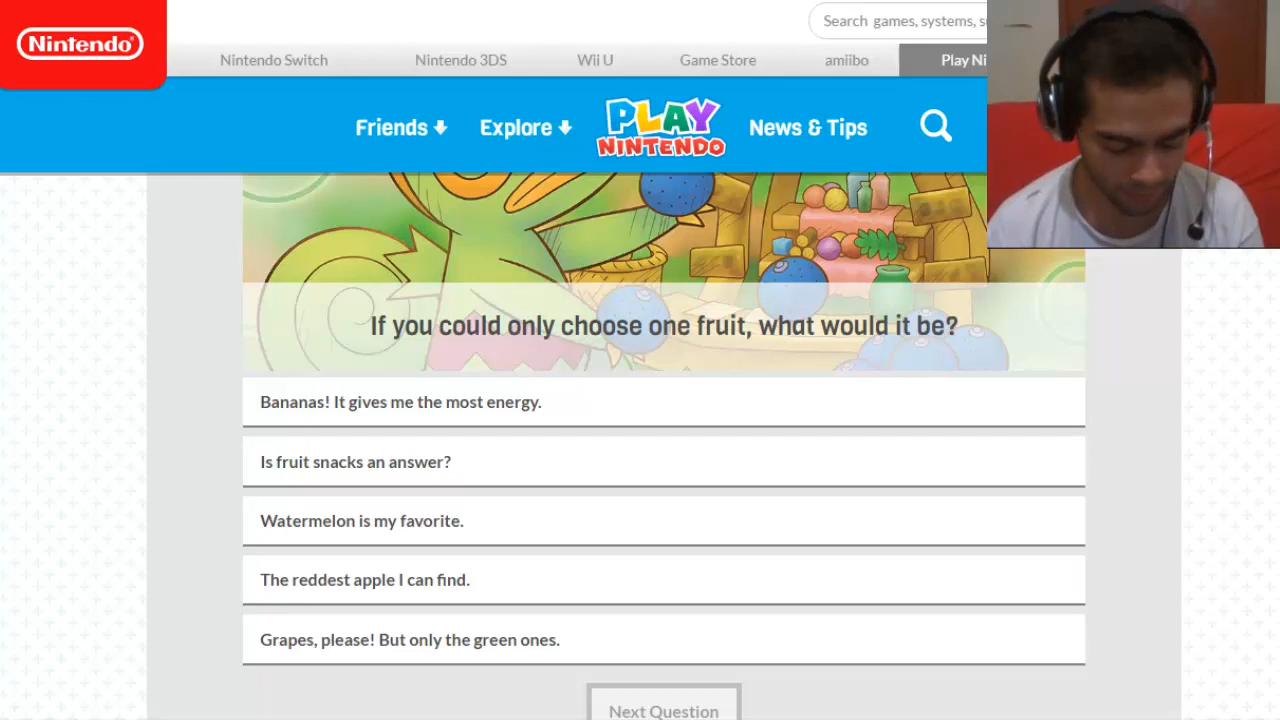 Nintendo
Search games, systems,
Nintendo Switch
Nintendo 3DS
Wii U
Game Store
amiibo
Play
Friends
Explore
PLAY
NINTENDO
News & Tips
If you could only choose one fruit, what would it be?
Bananas! It gives me the most energy.
Is fruit snacks an answer?
Watermelon is my favorite.
The reddest apple I can find.
Grapes, please! But only the green ones.
Next Question